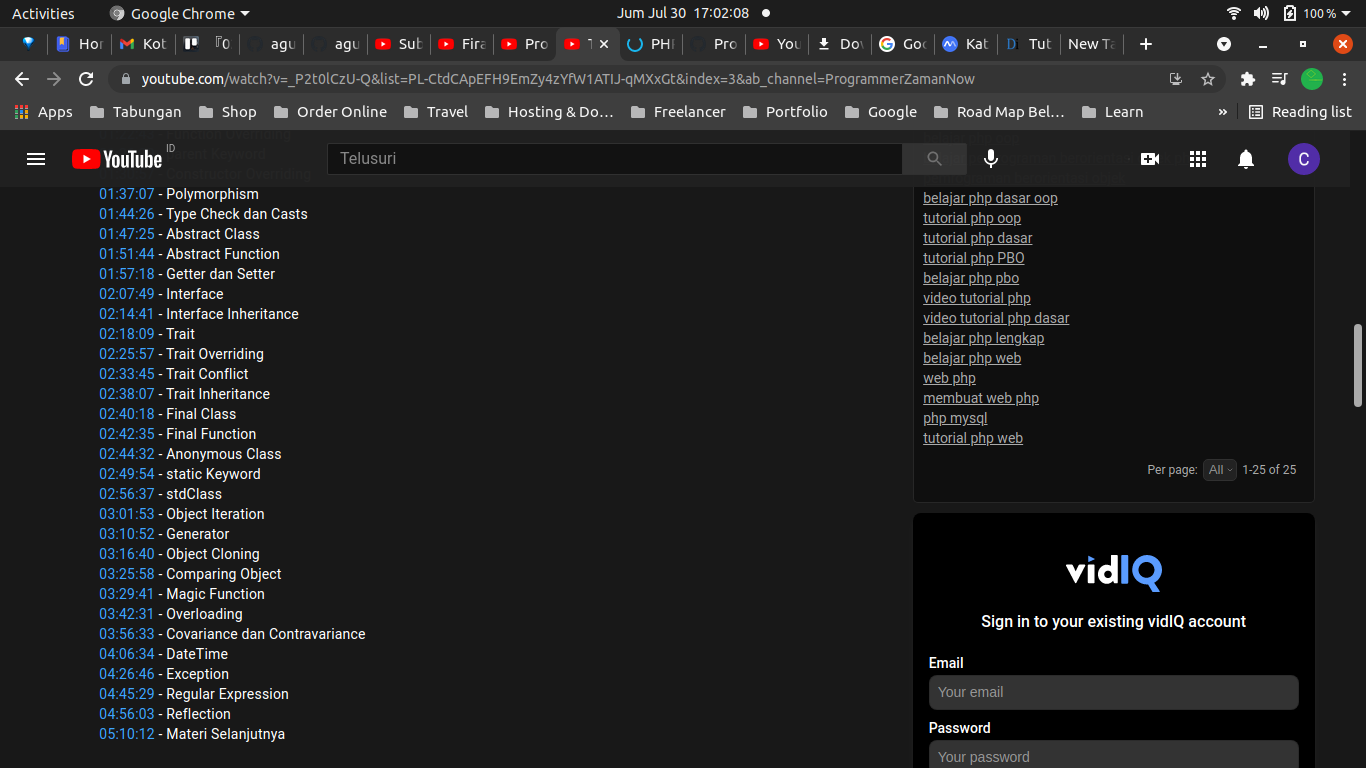 Activities
Google Chrome
Jum Jul 30 17:02:08
100 %
Hor
Kot
『0
agu
agu
Sub
Fira
Pro
T
PHI
Pro
You
Dov
Goo
Kat
Tut
New Ta
youtube.com/watch?v=_P2t0lCzU-Q&list=PL-CtdCApEFH9EmZy4zYfW1ATIJ-qMXxGt&index=3&ab_channel=ProgrammerZamanNow
Apps
Tabungan
Shop
Order Online
Travel
Hosting & Do...
Freelancer
Portfolio
Google
Road Map Bel...
Learn
»
Reading list
YouTube ID
Telusuri
C
01:37:07 - Polymorphism
01:44:26 - Type Check dan Casts
01:47:25 - Abstract Class
01:51:44 - Abstract Function
01:57:18 - Getter dan Setter
02:07:49 - Interface
02:14:41 - Interface Inheritance
02:18:09 - Trait
02:25:57 - Trait Overriding
02:33:45 - Trait Conflict
02:38:07 - Trait Inheritance
02:40:18 - Final Class
02:42:35 - Final Function
02:44:32 - Anonymous Class
02:49:54 - static Keyword
02:56:37 - stdClass
03:01:53 - Object Iteration
03:10:52 - Generator
03:16:40 - Object Cloning
03:25:58 - Comparing Object
03:29:41 - Magic Function
03:42:31 - Overloading
03:56:33 - Covariance dan Contravariance
04:06:34 - DateTime
04:26:46 - Exception
04:45:29 - Regular Expression
04:56:03 - Reflection
05:10:12 - Materi Selanjutnya
belajar php dasar oop
tutorial php oop
tutorial php dasar
tutorial php PBO
belajar php pbo
video tutorial php
video tutorial php dasar
belajar php lengkap
belajar php web
web php
membuat web php
php mysql
tutorial php web
Per page: All 1-25 of 25
vidIQ
Sign in to your existing vidIQ account
Email
Your email
Password
Your password